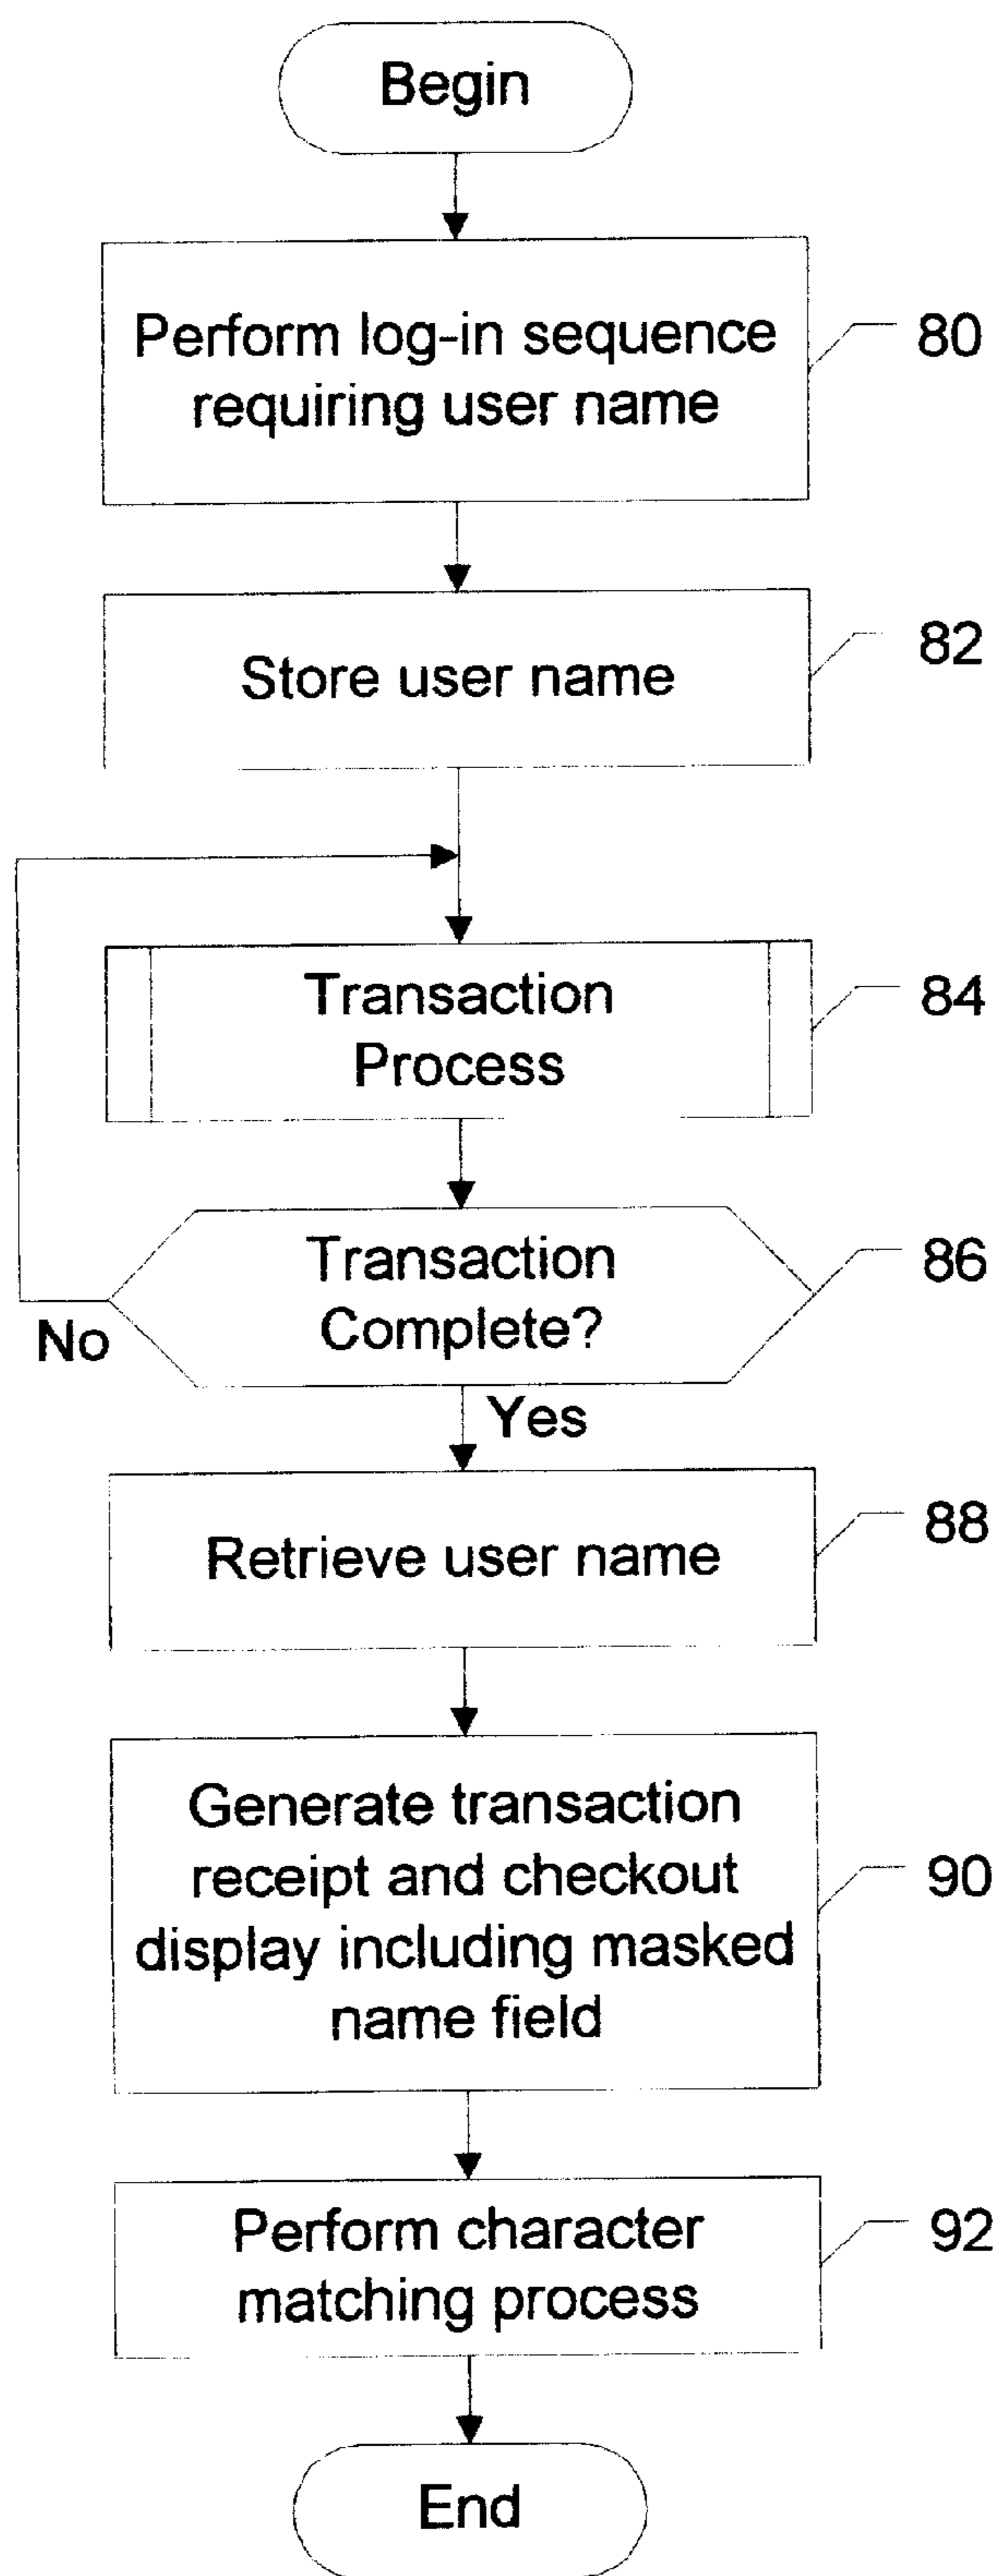 Begin
Perform log-in sequence
requiring user name
80
Store user name
82
Transaction
Process
84
Transaction
Complete?
86
No
Yes
Retrieve user name
88
Generate transaction
receipt and checkout
display including masked
name field
90
Perform character
matching process
92
End